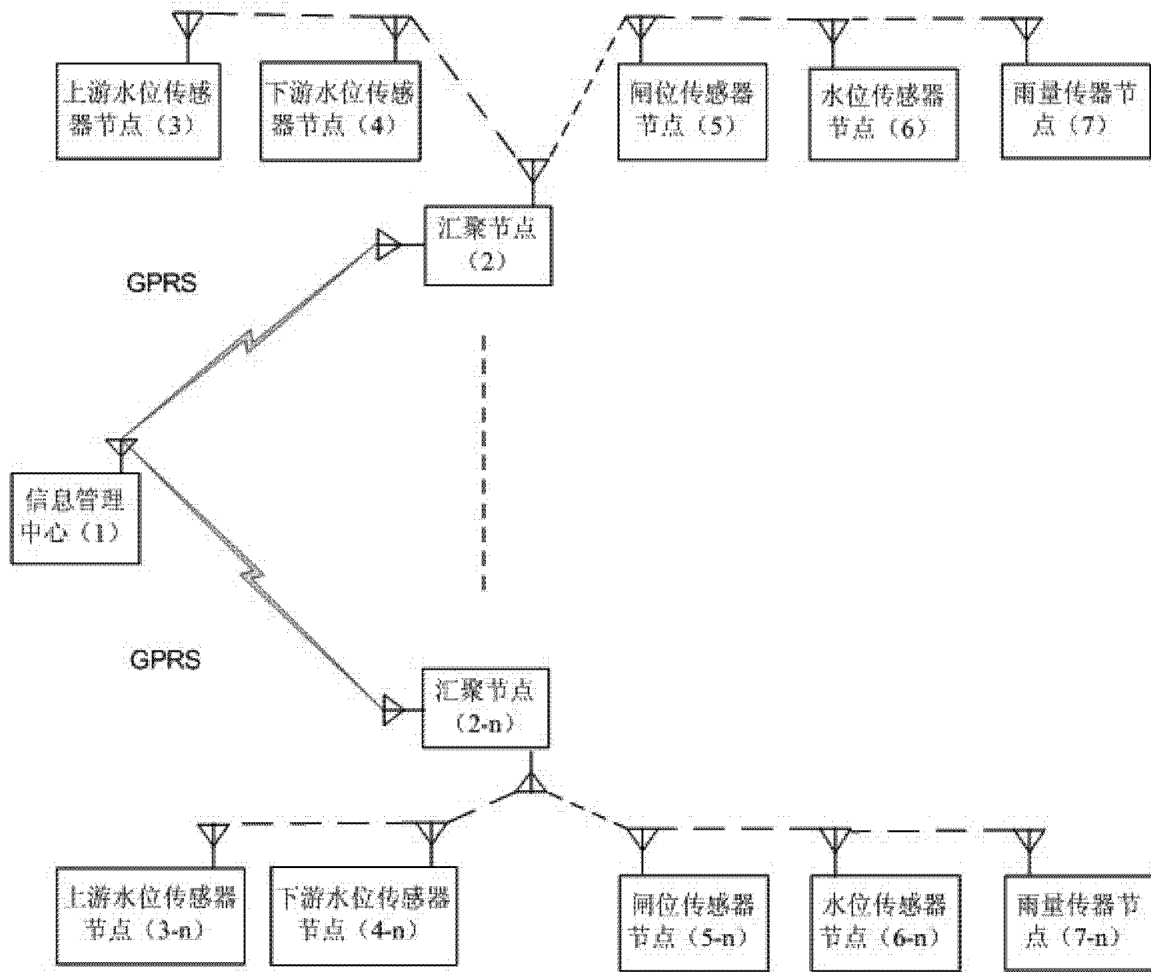 上游水位传感
器节点（3）
下游水位传感
器节点（4）
闸位传感器
节点（5）
水位传感器
节点（6）
雨量传器节
点（7）
汇聚节点
（2）
GPRS
信息管理
中心（1）
GPRS
汇聚节点
（2-n）
上游水位传感器
节点（3-n）
下游水位传感器
节点（4-n）
闸位传感器
节点（5-n）
水位传感器
节点（6-n）
雨量传器节
点（7-n）